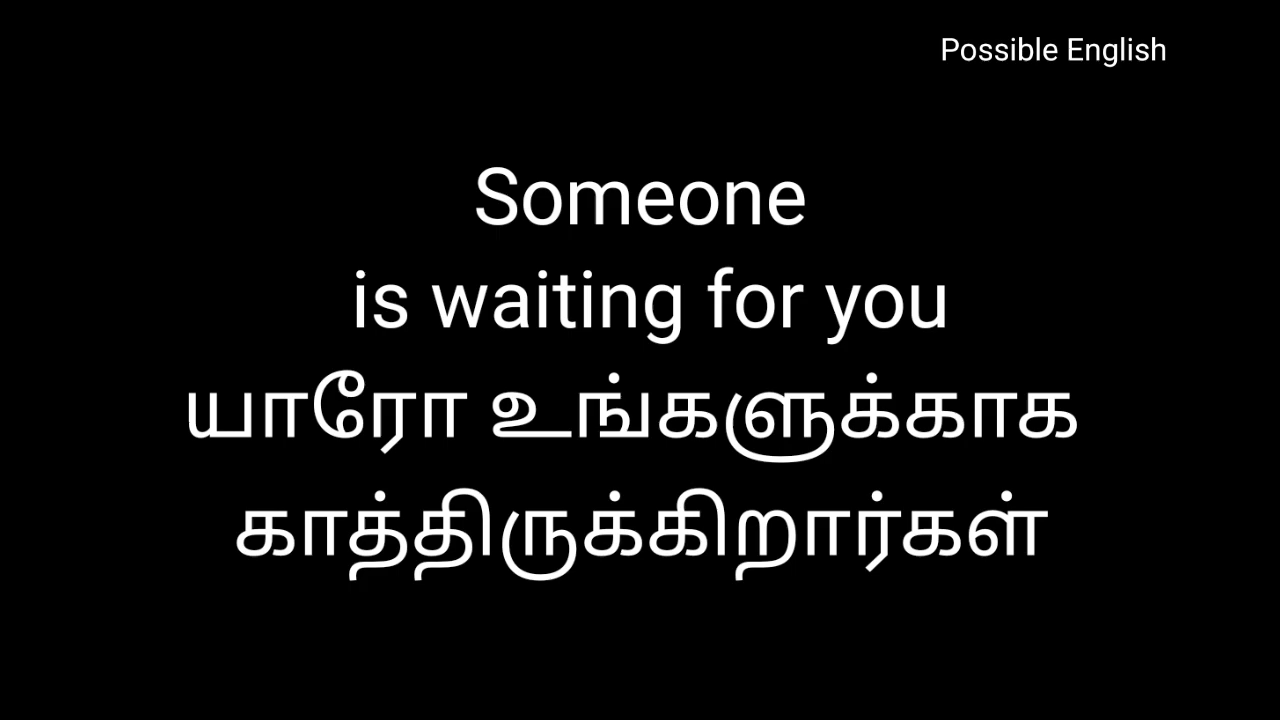 Possible English
Someone
is waiting for you
யாரோ உங்களுக்காக
காத்திருக்கிறார்கள்